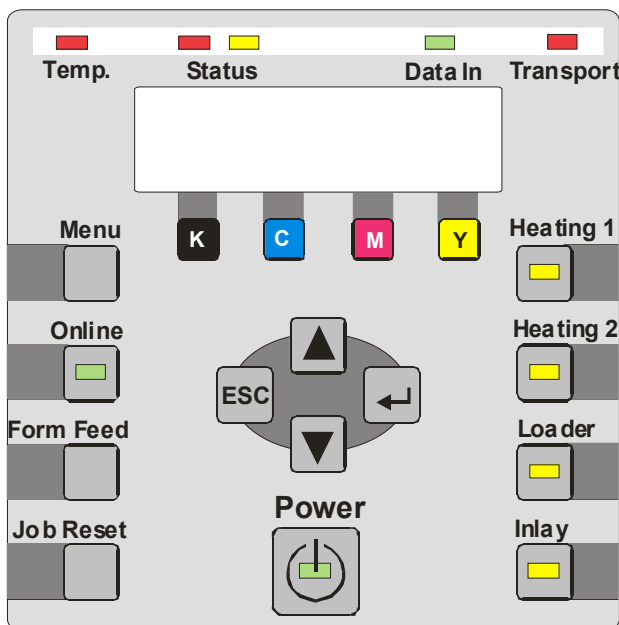 Temp. Status Data In Transport
K C M Y
Menu
Heating 1
Online
Heating 2
ESC
Form Feed
Loader
Power
Job Reset
Inlay